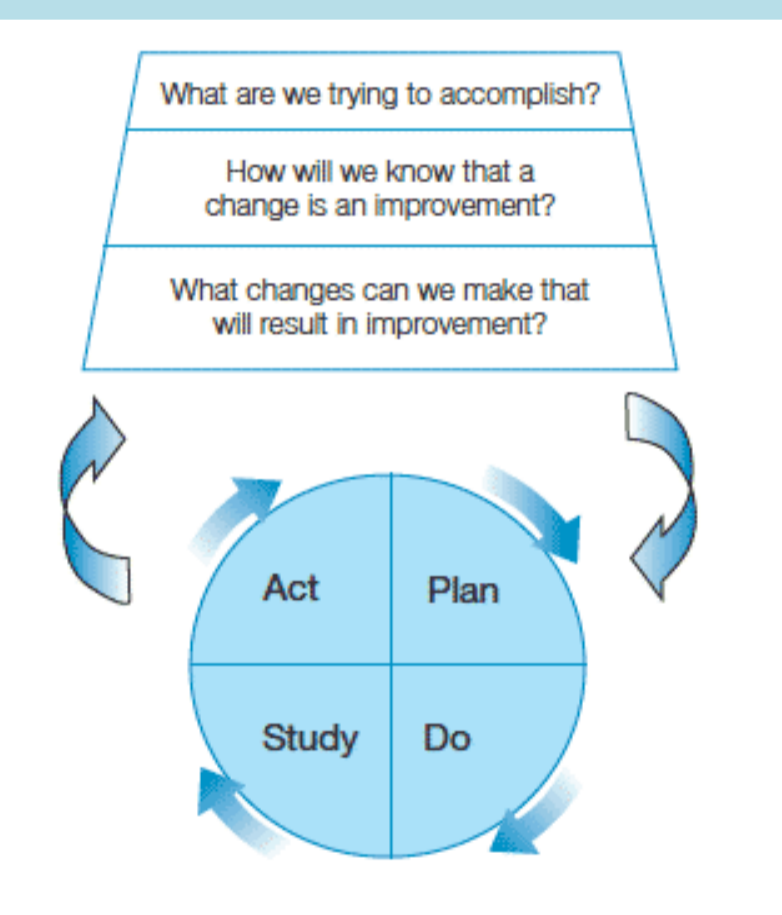 What are we trying to accomplish?
How will we know that a
change is an improvement?
What changes can we make that
will result in improvement?
Act
Plan
Study
Do